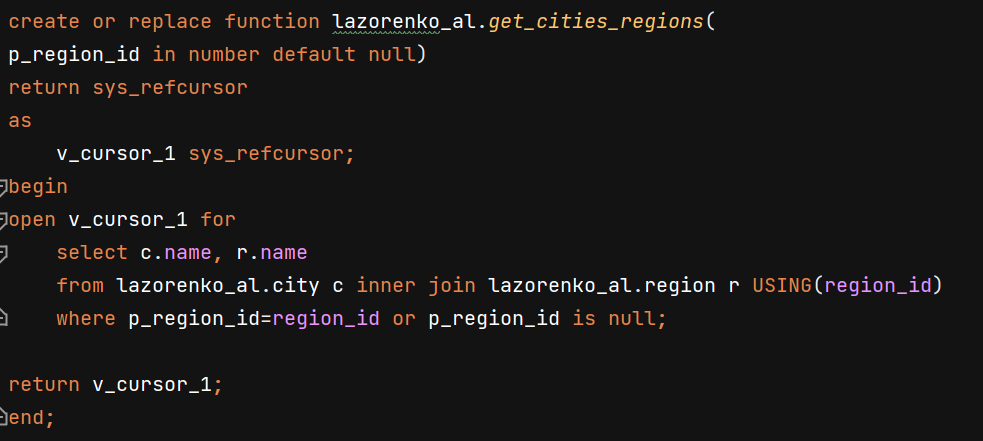 create or replace function lazorenko_al.get_cities_regions(
p_region_id in number default null)
return sys_refcursor
as
    v_cursor_1 sys_refcursor;
begin
open v_cursor_1 for
    select c.name, r.name
    from lazorenko_al.city c inner join lazorenko_al.region r USING(region_id)
    where p_region_id=region_id or p_region_id is null;
return v_cursor_1;
end;